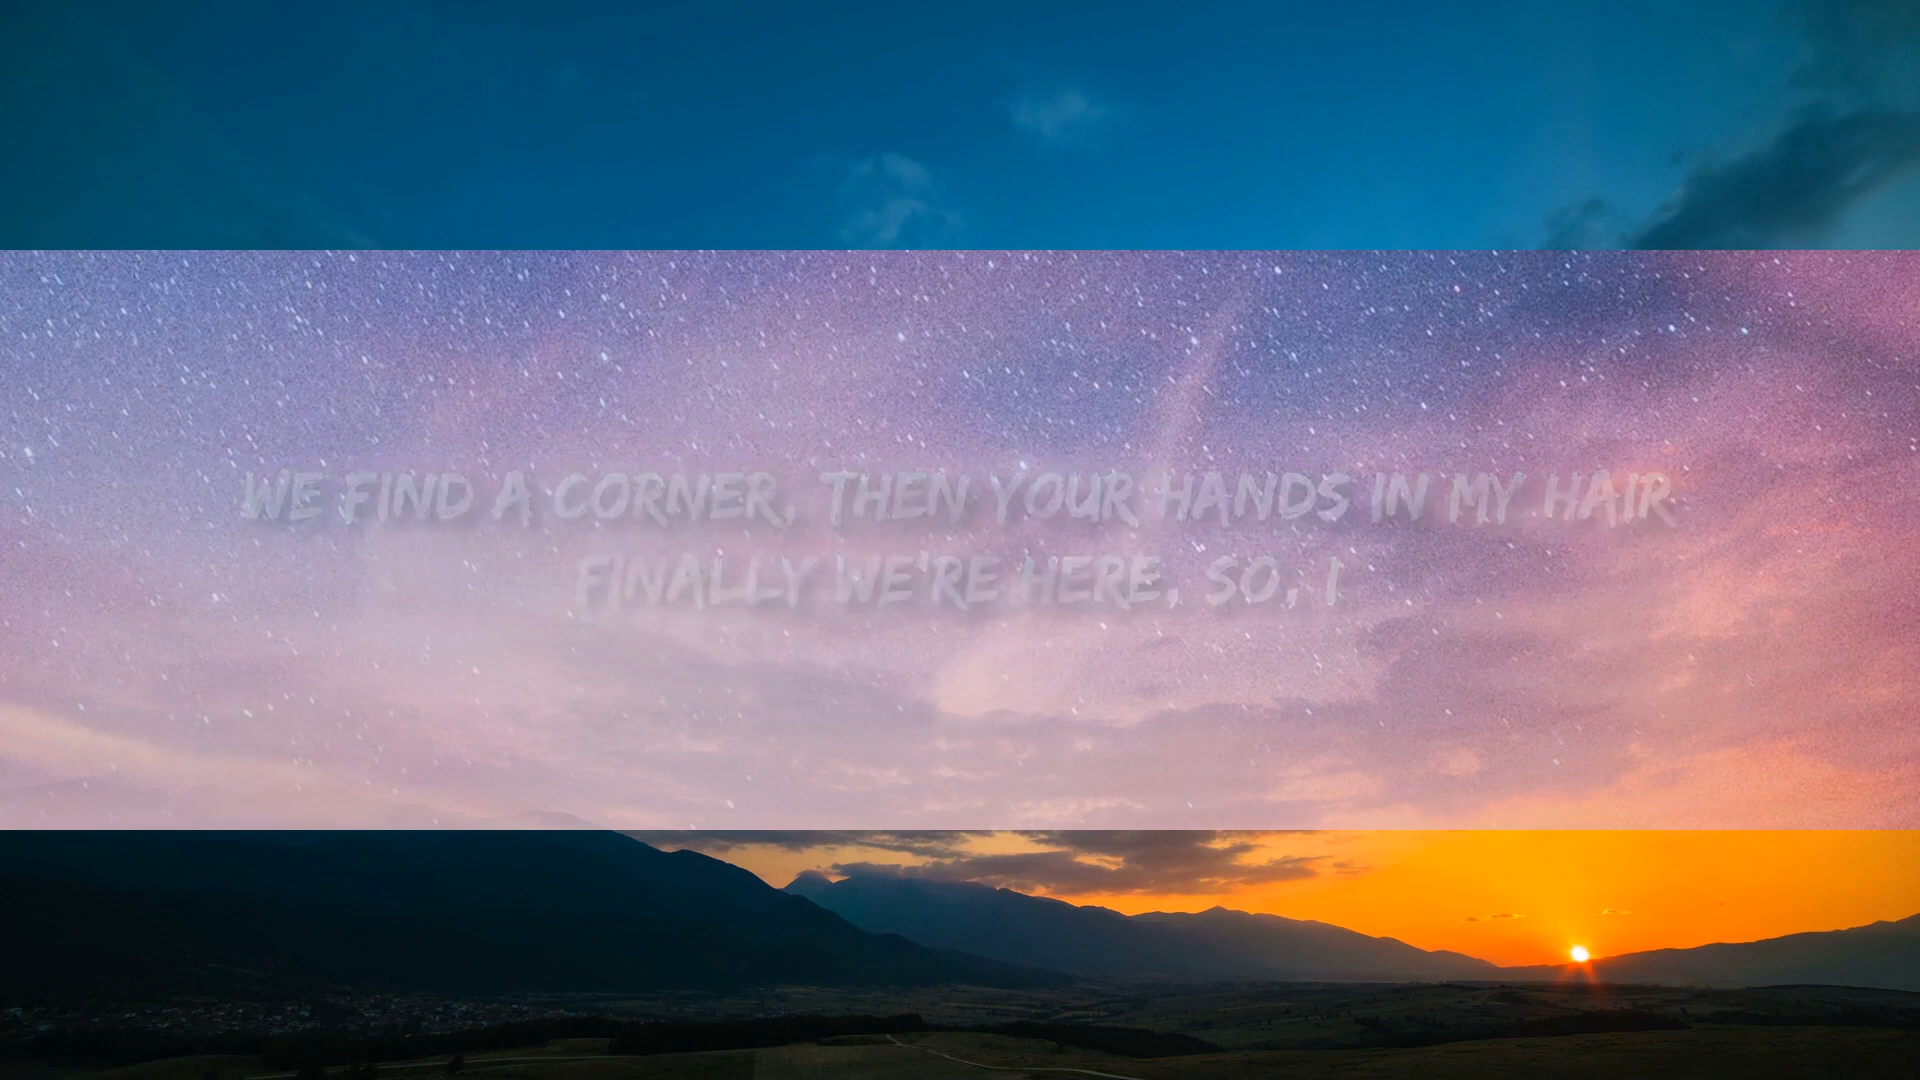 WE FIND A CORNER, THEN YOUR HANDS IN MY HAIR
FINALLY WE'RE HERE, SO, I